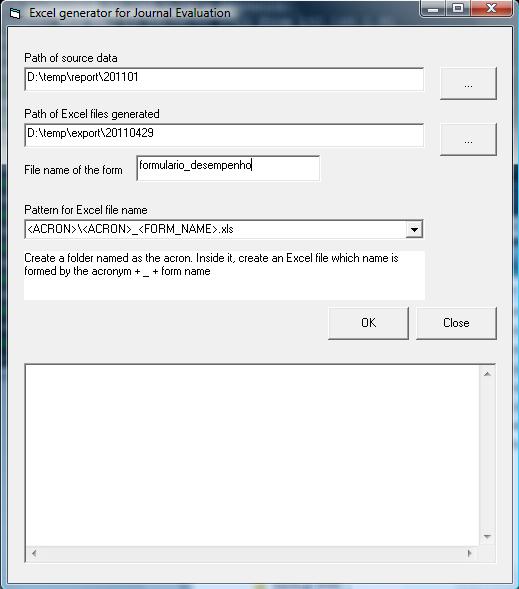 Excel generator for Journal Evaluation
Path of source data
D:\temp\report\201101
...
Path of Excel files generated
D:\temp\export\20110429
...
File name of the form
formulario_desempenho
Pattern for Excel file name
<ACRON>\<ACRON>_<FORM_NAME>.xls
Create a folder named as the acron. Inside it, create an Excel file which name is
formed by the acronym + _ + form name
OK
Close